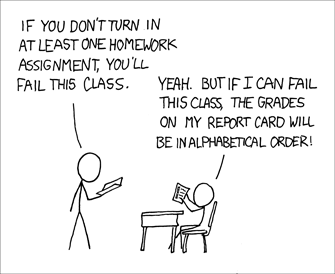 IF YOU DON'T TURN IN
AT LEAST ONE HOMEWORK
ASSIGNMENT, YOU'LL
FAIL THIS CLASS.
YEAH. BUT IF I CAN FAIL
THIS CLASS, THE GRADES
ON MY REPORT CARD WILL
BE IN ALPHABETICAL ORDER!